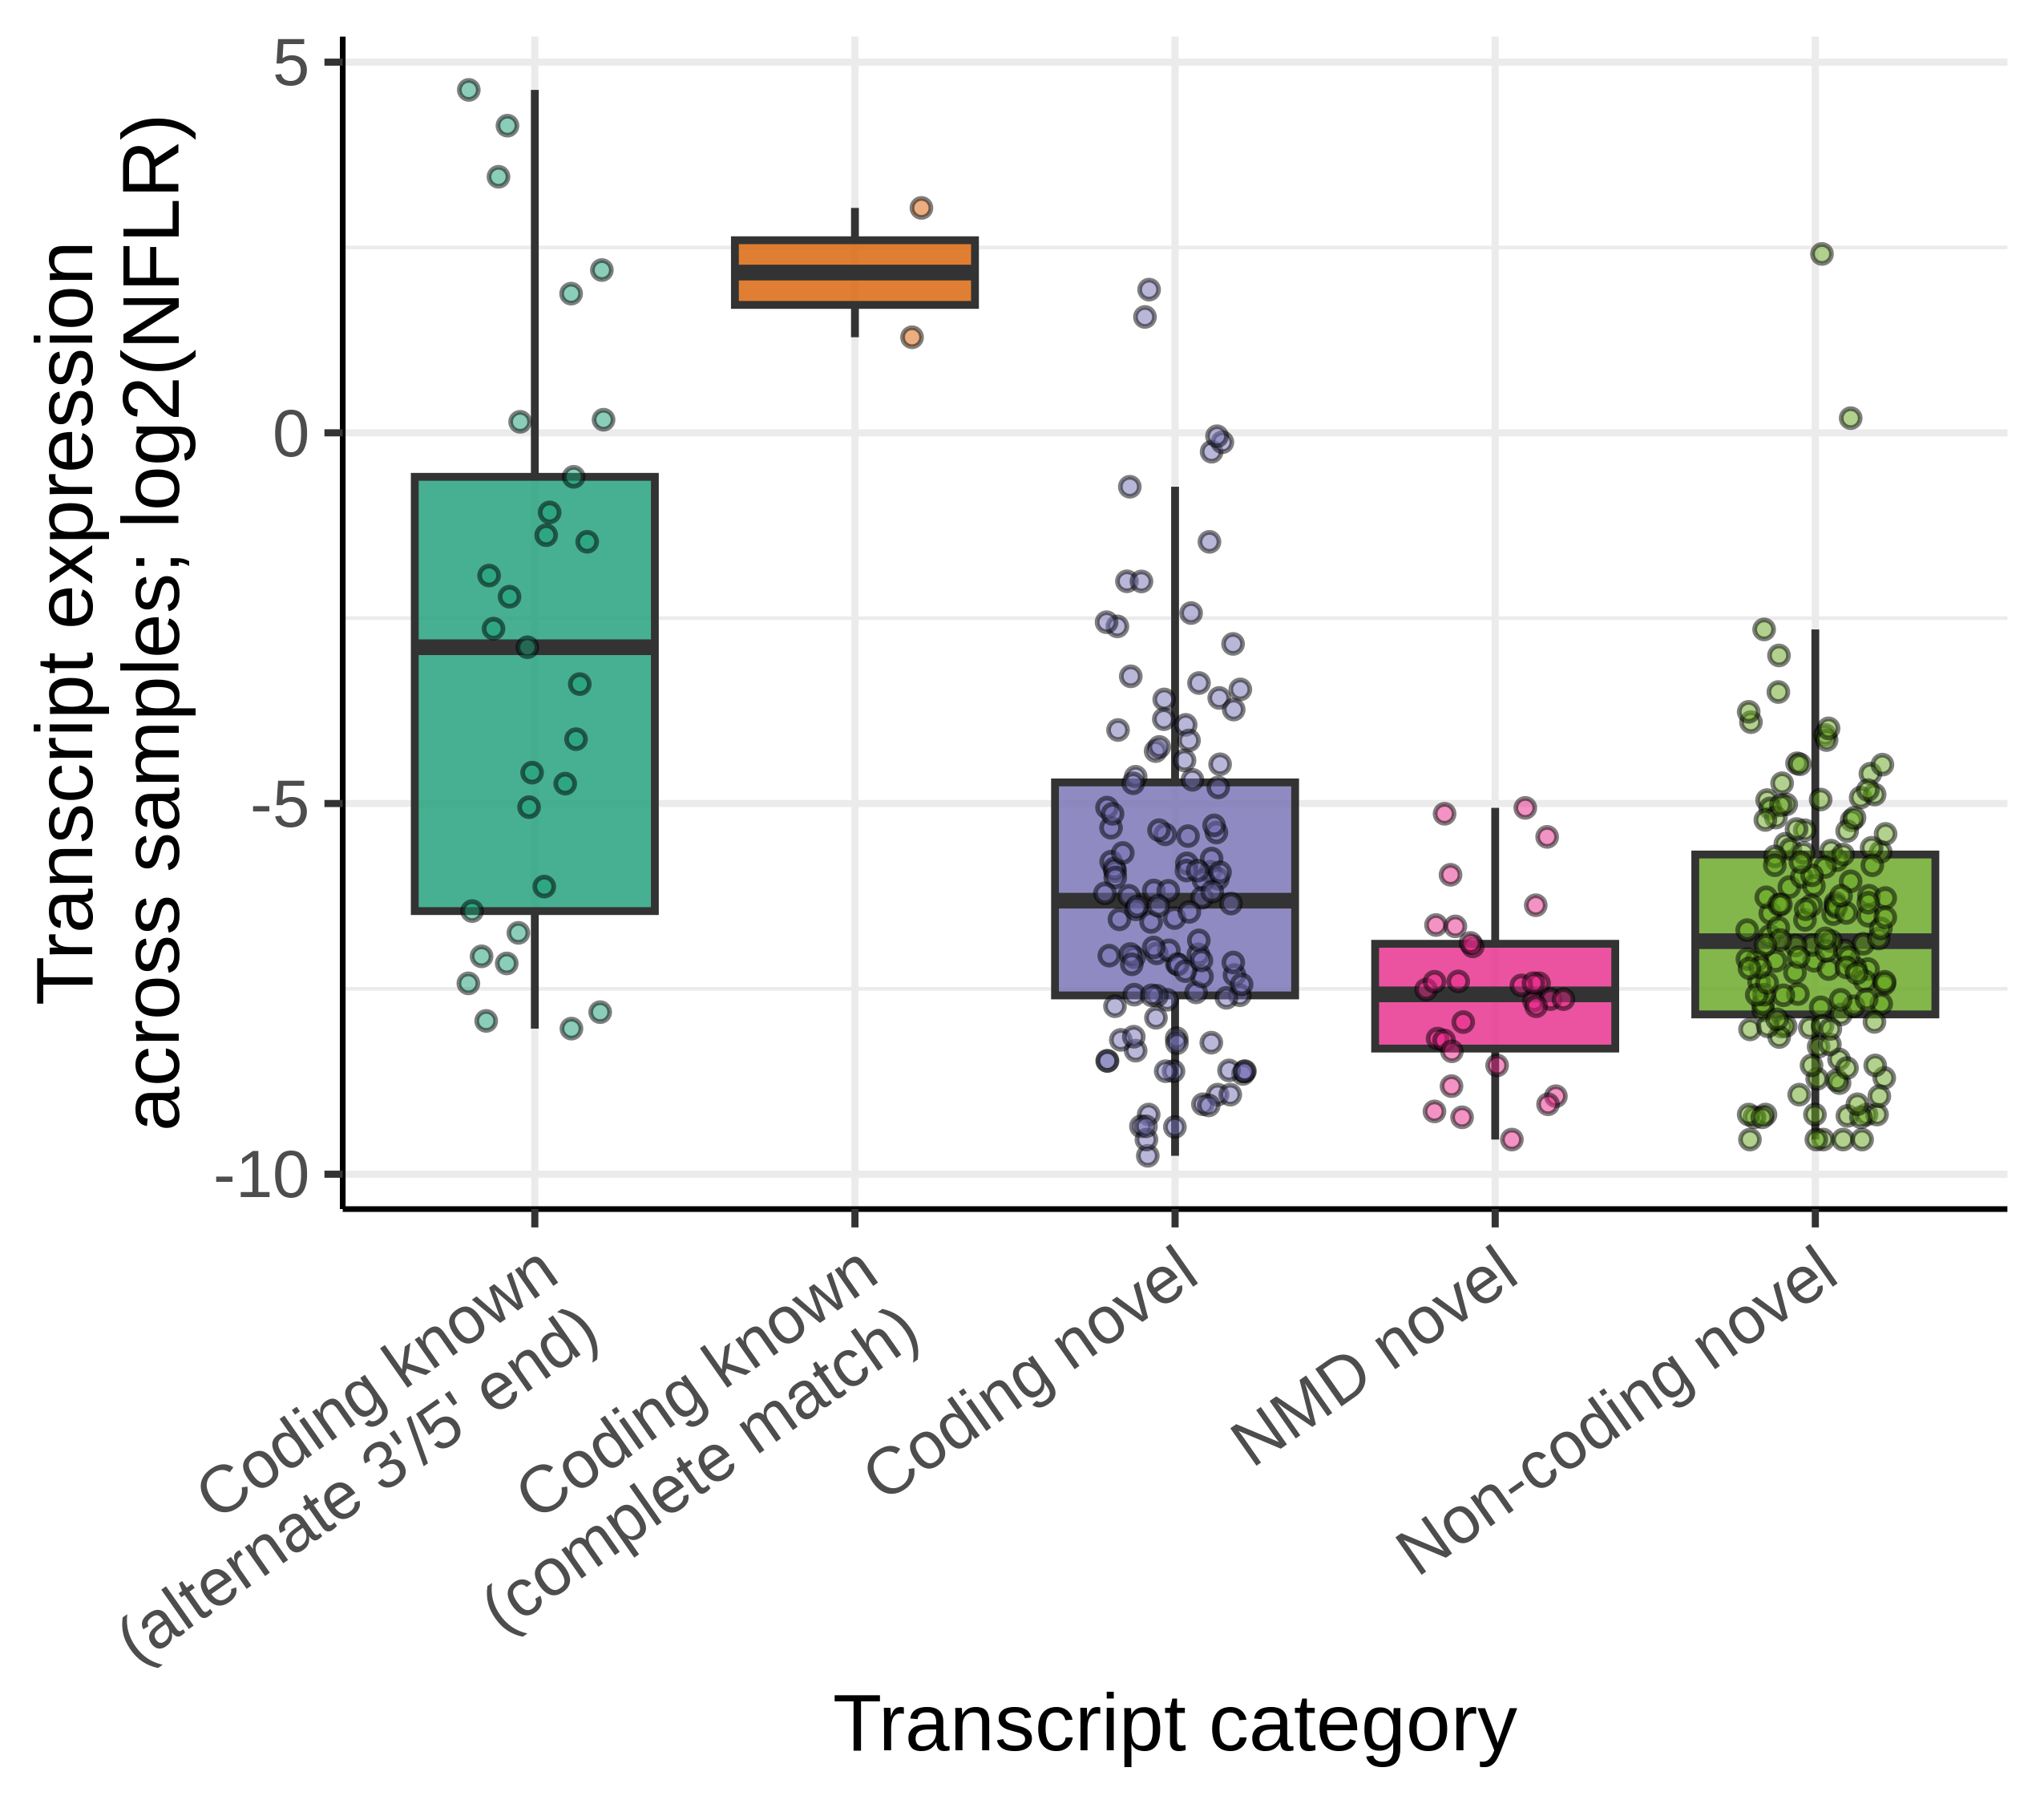 Transcript expression
across samples; log2(NFLR)
5
0
-5
-10
Coding known
(alternate 3'/5' end)
Coding known
(complete match)
Coding novel
NMD novel
Non-coding novel
Transcript category